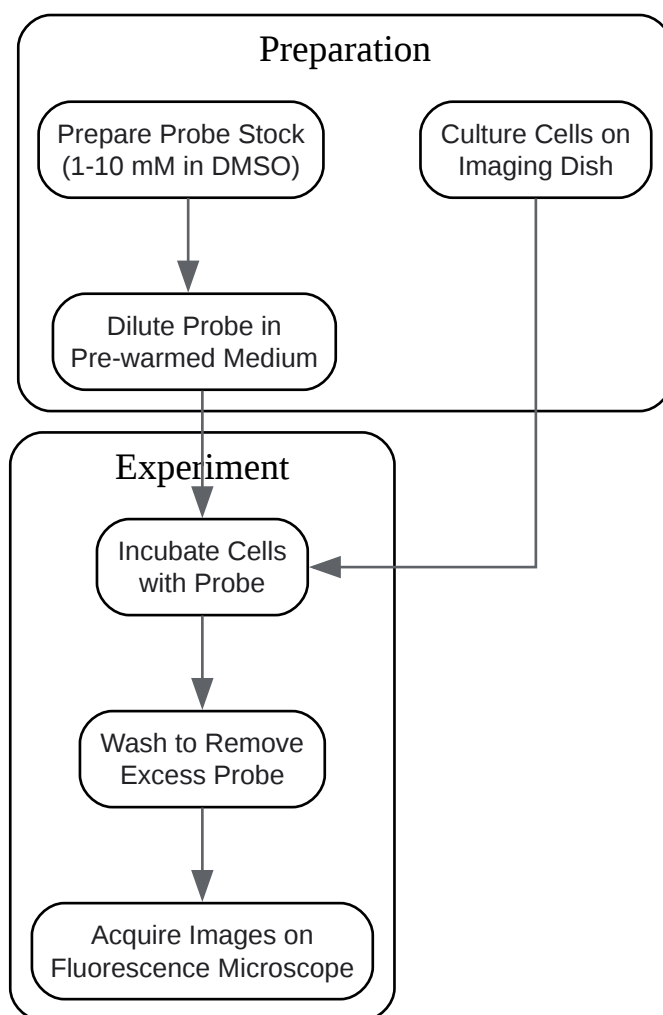 Preparation
Prepare Probe Stock
(1-10 mM in DMSO)
Culture Cells on
Imaging Dish
Dilute Probe in
Pre-warmed Medium
Experiment
Incubate Cells
with Probe
Wash to Remove
Excess Probe
Acquire Images on
Fluorescence Microscope